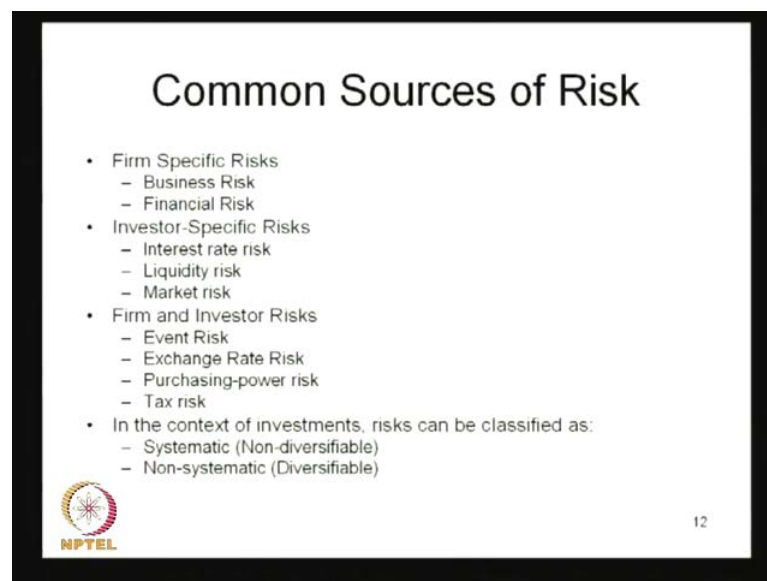 Common Sources of Risk
• Firm Specific Risks
– Business Risk
– Financial Risk
• Investor-Specific Risks
– Interest rate risk
– Liquidity risk
– Market risk
• Firm and Investor Risks
– Event Risk
– Exchange Rate Risk
– Purchasing-power risk
– Tax risk
• In the context of investments, risks can be classified as:
– Systematic (Non-diversifiable)
– Non-systematic (Diversifiable)
NPTEL
12